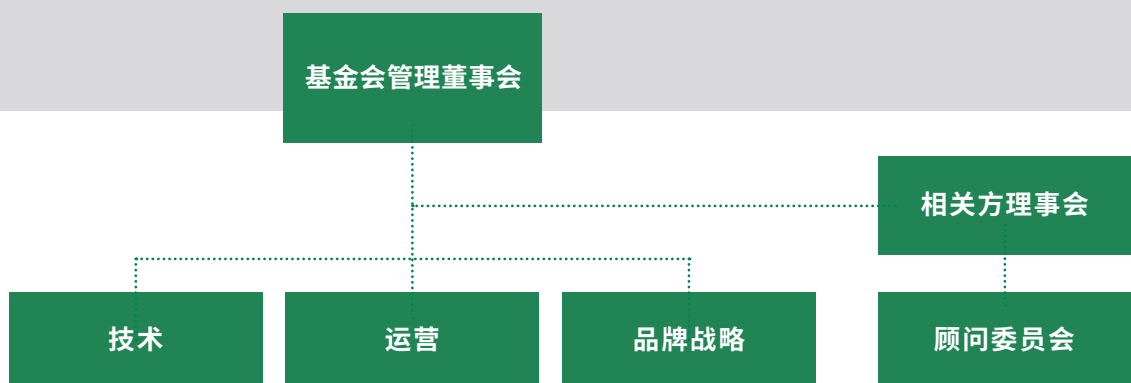 基金会管理董事会
相关方理事会
技术
运营
品牌战略
顾问委员会